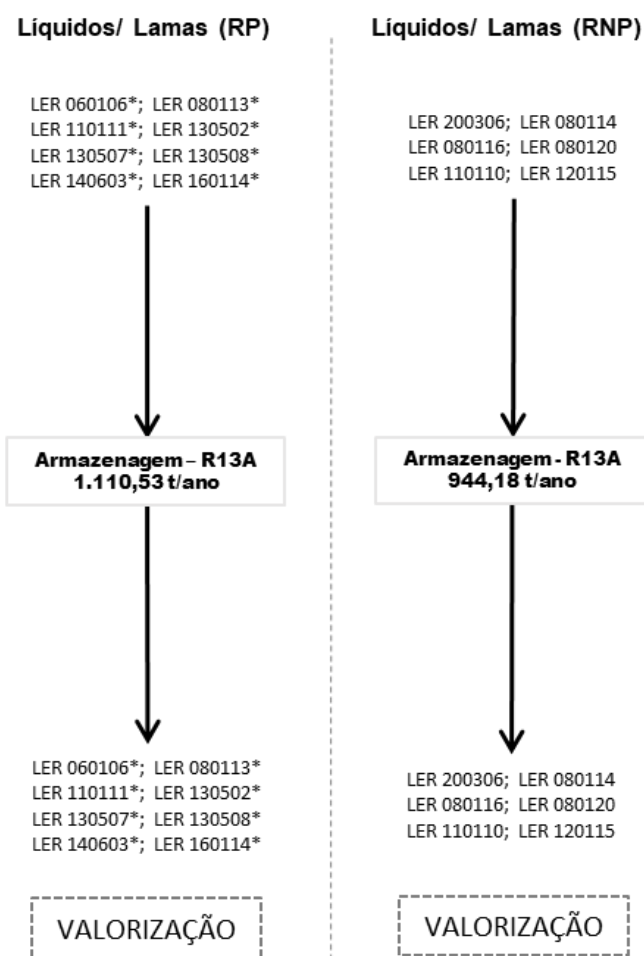 Líquidos/ Lamas (RP)
LER 060106*; LER 080113*
LER 110111*; LER 130502*
LER 130507*; LER 130508*
LER 140603*; LER 160114*
Armazenagem – R13A
1.110,53 t/ano
LER 060106*; LER 080113*
LER 110111*; LER 130502*
LER 130507*; LER 130508*
LER 140603*; LER 160114*
VALORIZAÇÃO
Líquidos/ Lamas (RNP)
LER 200306; LER 080114
LER 080116; LER 080120
LER 110110; LER 120115
Armazenagem - R13A
944,18 t/ano
LER 200306; LER 080114
LER 080116; LER 080120
LER 110110; LER 120115
VALORIZAÇÃO